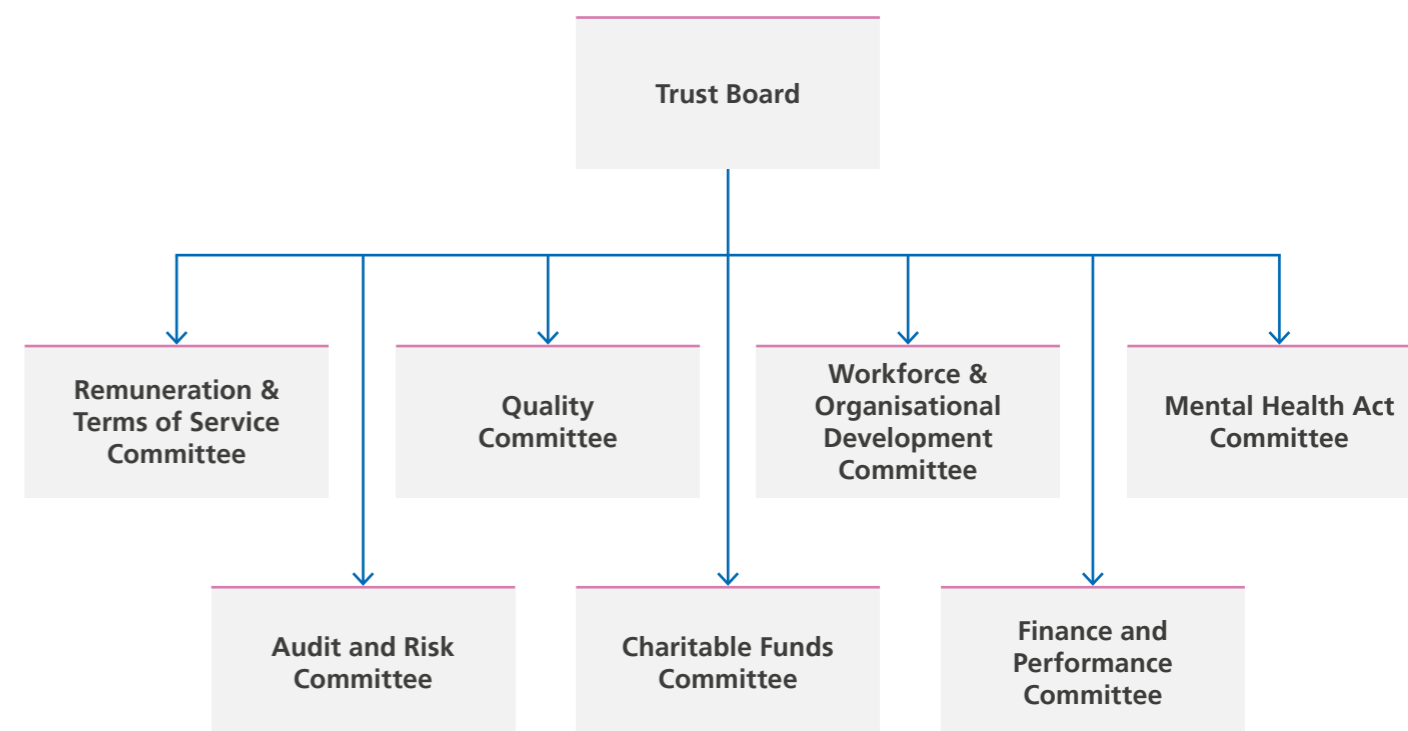 Trust Board
Remuneration &
Terms of Service
Committee
Quality
Committee
Workforce &
Organisational
Development
Committee
Mental Health Act
Committee
Audit and Risk
Committee
Charitable Funds
Committee
Finance and
Performance
Committee